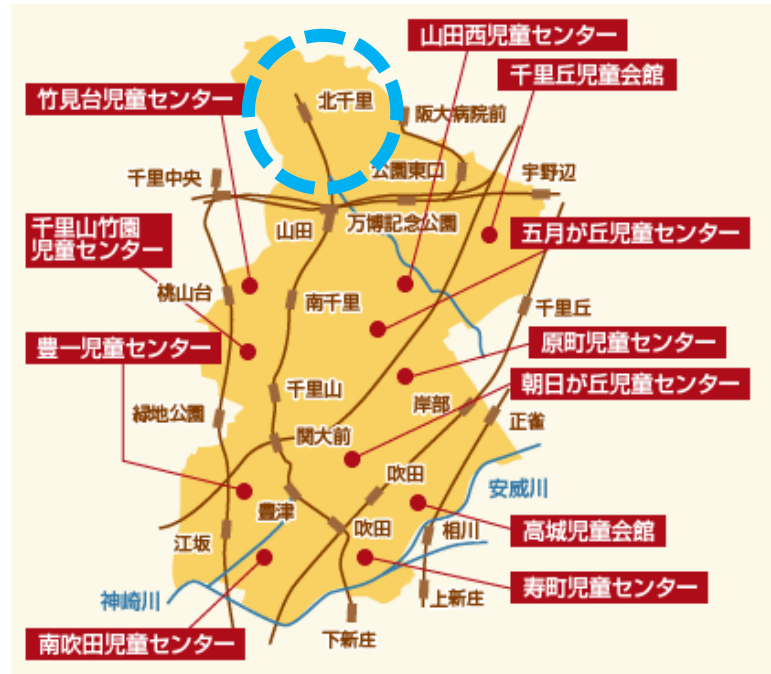 山田西児童センター
千里丘児童会館
竹見台児童センター
北千里
阪大病院前
公園東口
千里中央
宇野辺
千里山竹園
児童センター
山田
万博記念公園
五月が丘児童センター
桃山台
南千里
千里丘
豊一児童センター
原町児童センター
千里山
朝日が丘児童センター
緑地公園
岸部
正雀
関大前
吹田
安威川
豊津
吹田
相川
高城児童会館
江坂
寿町児童センター
神崎川
上新庄
南吹田児童センター
下新庄